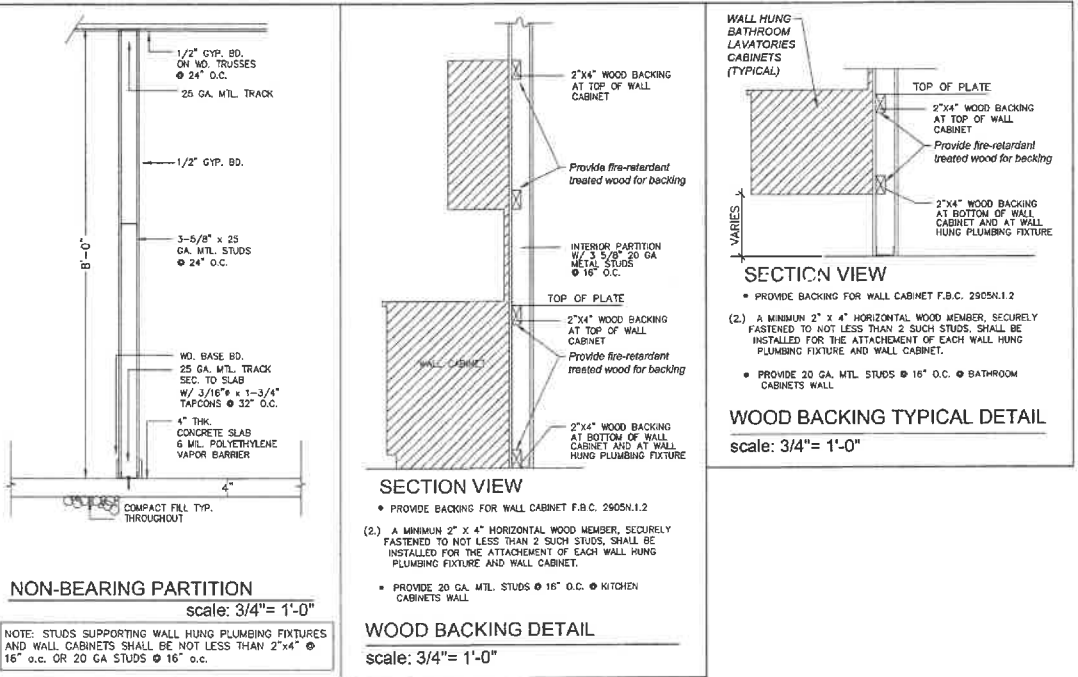 1/2" GYP. BD.
ON WD. TRUSSES
@ 24" O.C.
25 GA. MTL. TRACK
1/2" GYP. BD.
8'-0"
3-5/8" x 25
GA. MTL. STUDS
@ 24" O.C.
WD. BASE BD.
25 GA. MTL. TRACK
SEC. TO SLAB
W/ 3/16"ø x 1-3/4"
TAPCONS @ 32" O.C.
4" THK.
CONCRETE SLAB
6 MIL. POLYETHYLENE
VAPOR BARRIER
4"
COMPACT FILL TYP.
THROUGHOUT
NON-BEARING PARTITION
scale: 3/4"= 1'-0"
NOTE: STUDS SUPPORTING WALL HUNG PLUMBING FIXTURES
AND WALL CABINETS SHALL BE NOT LESS THAN 2"x4" @
16" o.c. OR 20 GA STUDS @ 16" o.c.
2"X4" WOOD BACKING
AT TOP OF WALL
CABINET
Provide fire-retardant
treated wood for backing
INTERIOR PARTITION
W/ 3 5/8" 20 GA
METAL STUDS
@ 16" O.C.
TOP OF PLATE
2"X4" WOOD BACKING
AT TOP OF WALL
CABINET
Provide fire-retardant
treated wood for backing
WALL CABINET
2"X4" WOOD BACKING
AT BOTTOM OF WALL
CABINET AND AT WALL
HUNG PLUMBING FIXTURE
SECTION VIEW
• PROVIDE BACKING FOR WALL CABINET F.B.C. 2905N.1.2
(2.) A MINIMUN 2" X 4" HORIZONTAL WOOD MEMBER, SECURELY
FASTENED TO NOT LESS THAN 2 SUCH STUDS, SHALL BE
INSTALLED FOR THE ATTACHEMENT OF EACH WALL HUNG
PLUMBING FIXTURE AND WALL CABINET.
• PROVIDE 20 GA. MTL. STUDS @ 16" O.C. @ KITCHEN
CABINETS WALL
WOOD BACKING DETAIL
scale: 3/4"= 1'-0"
WALL HUNG
BATHROOM
LAVATORIES
CABINETS
(TYPICAL)
TOP OF PLATE
2"X4" WOOD BACKING
AT TOP OF WALL
CABINET
Provide fire-retardant
treated wood for backing
2"X4" WOOD BACKING
AT BOTTOM OF WALL
CABINET AND AT WALL
HUNG PLUMBING FIXTURE
VARIES
SECTION VIEW
• PROVIDE BACKING FOR WALL CABINET F.B.C. 2905N.1.2
(2.) A MINIMUN 2" X 4" HORIZONTAL WOOD MEMBER, SECURELY
FASTENED TO NOT LESS THAN 2 SUCH STUDS, SHALL BE
INSTALLED FOR THE ATTACHEMENT OF EACH WALL HUNG
PLUMBING FIXTURE AND WALL CABINET.
• PROVIDE 20 GA. MTL. STUDS @ 16" O.C. @ BATHROOM
CABINETS WALL
WOOD BACKING TYPICAL DETAIL
scale: 3/4"= 1'-0"